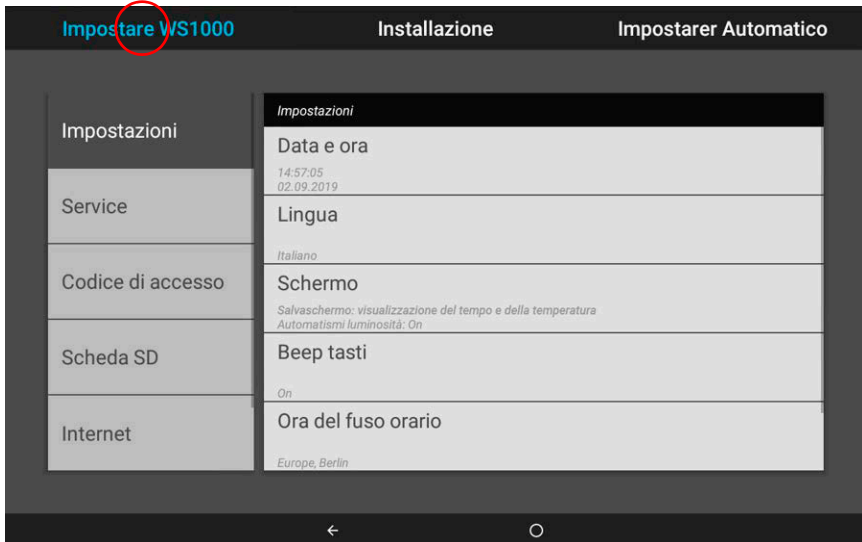 Impostare WS1000
Installazione
Impostarer Automatico
Impostazioni
Service
Codice di accesso
Scheda SD
Internet
Impostazioni
Data e ora
14:57:05
02.09.2019
Lingua
Italiano
Schermo
Salvaschermo: visualizzazione del tempo e della temperatura
Automatismi luminosità: On
Beep tasti
On
Ora del fuso orario
Europe, Berlin